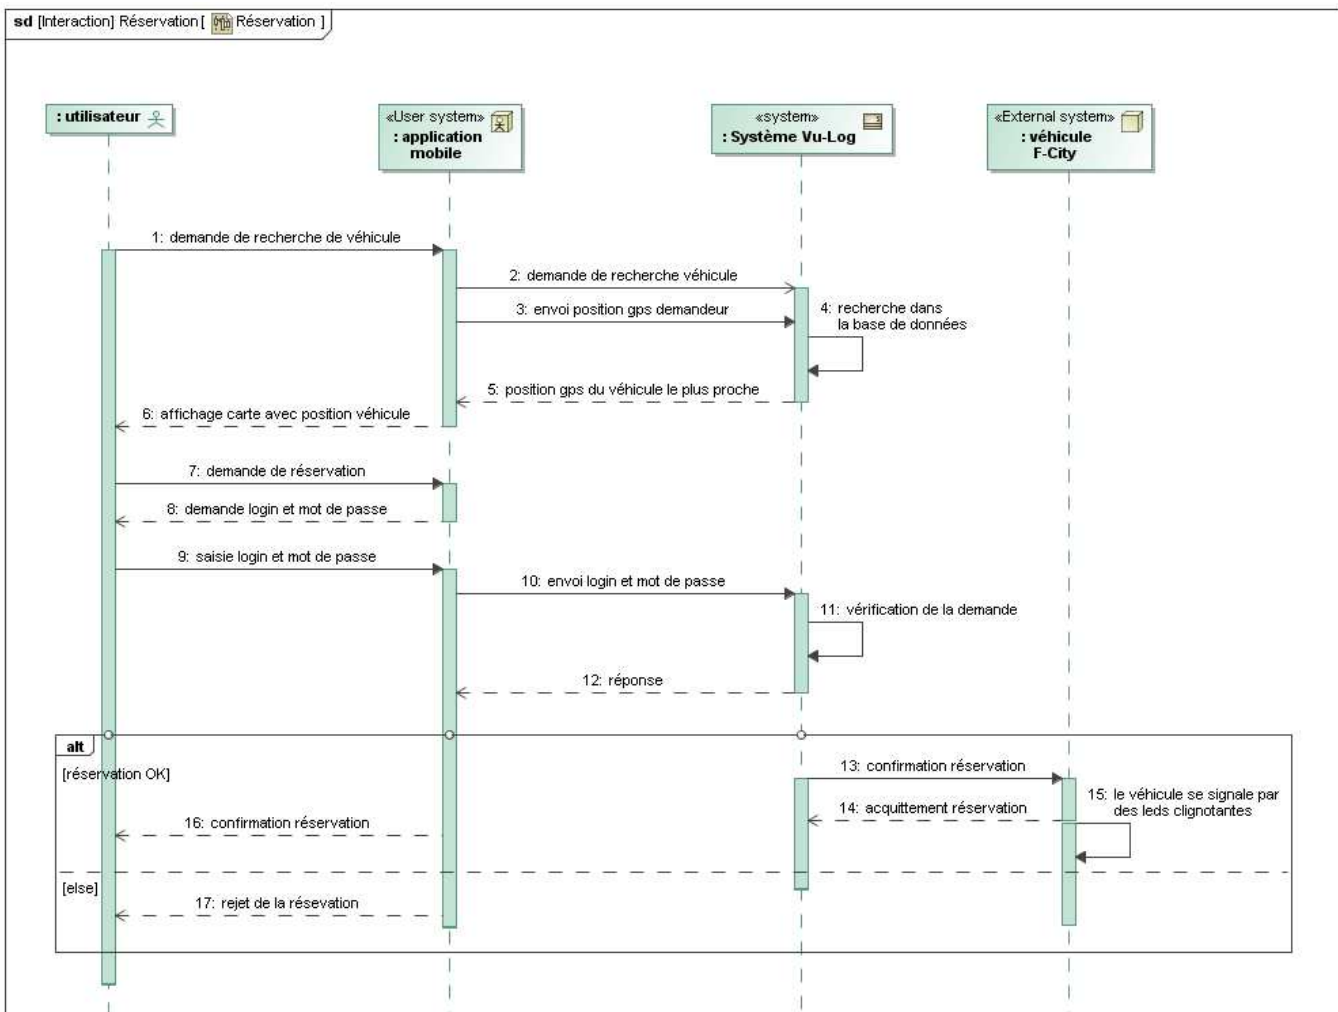 sd [Interaction] Réservation [ Réservation ]
: utilisateur
«User system»
: application
mobile
«system»
: Système Vu-Log
«External system»
: véhicule
F-City
1: demande de recherche de véhicule
2: demande de recherche véhicule
3: envoi position gps demandeur
4: recherche dans
la base de données
5: position gps du véhicule le plus proche
6: affichage carte avec position véhicule
7: demande de réservation
8: demande login et mot de passe
9: saisie login et mot de passe
10: envoi login et mot de passe
11: vérification de la demande
12: réponse
alt
[réservation OK]
13: confirmation réservation
14: acquittement réservation
15: le véhicule se signale par
des leds clignotantes
16: confirmation réservation
[else]
17: rejet de la résevation